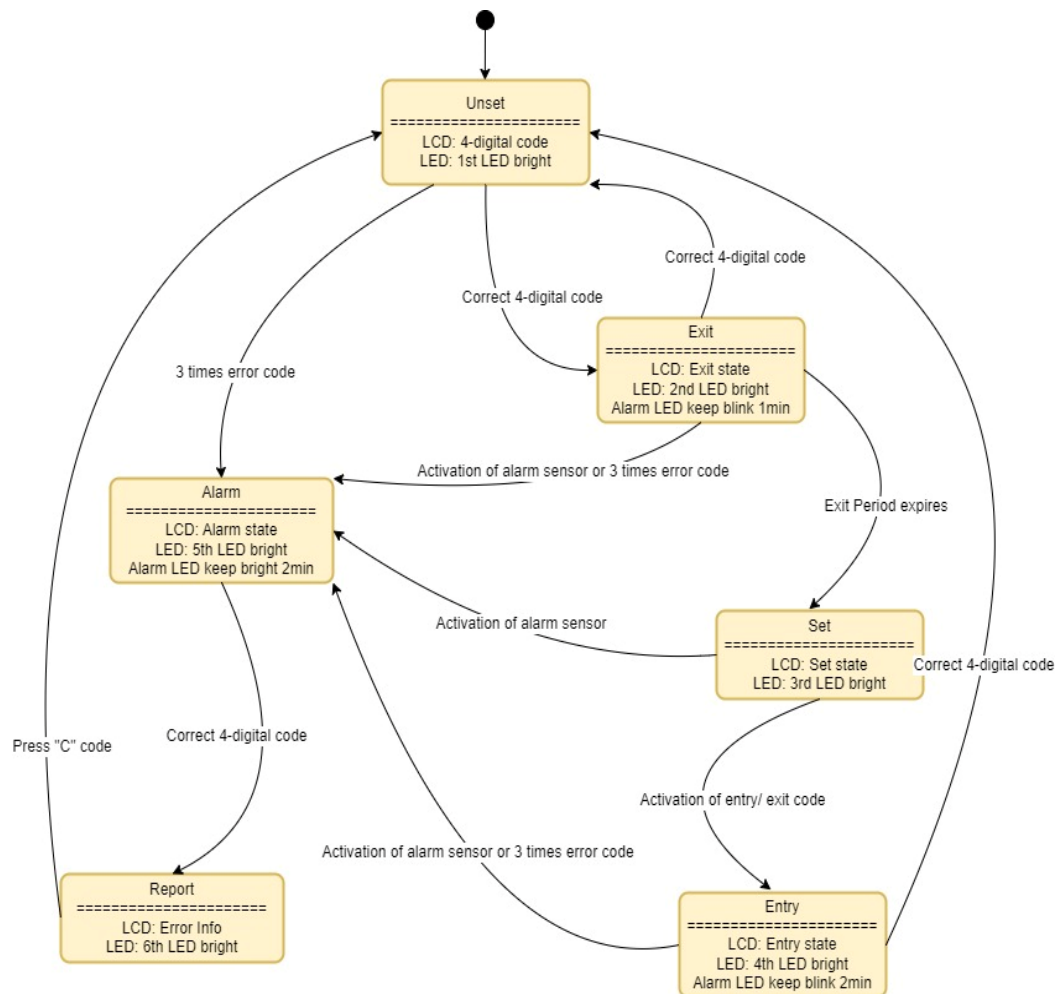 Unset
======================
LCD: 4-digital code
LED: 1st LED bright
Correct 4-digital code
Correct 4-digital code
Exit
======================
LCD: Exit state
LED: 2nd LED bright
Alarm LED keep blink 1min
3 times error code
Activation of alarm sensor or 3 times error code
Alarm
======================
LCD: Alarm state
LED: 5th LED bright
Alarm LED keep bright 2min
Exit Period expires
Activation of alarm sensor
Set
======================
LCD: Set state
LED: 3rd LED bright
Correct 4-digital code
Correct 4-digital code
Press "C" code
Activation of entry/ exit code
Activation of alarm sensor or 3 times error code
Report
======================
LCD: Error Info
LED: 6th LED bright
Entry
======================
LCD: Entry state
LED: 4th LED bright
Alarm LED keep blink 2min